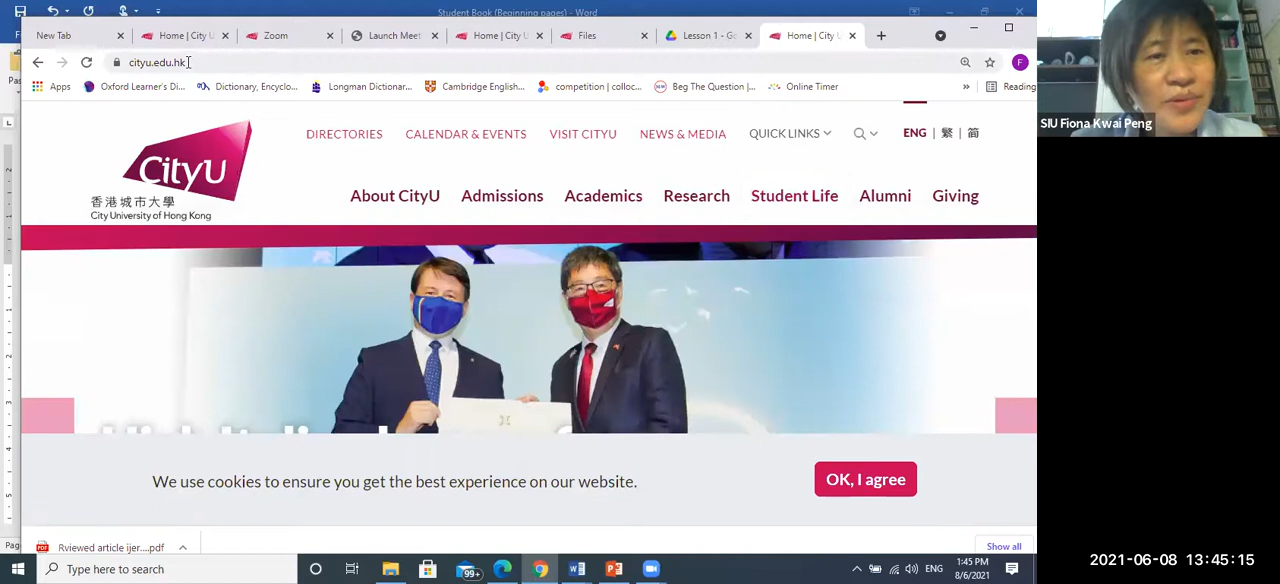 Student Book (Beginning pages) - Word
New Tab
Home | City U
Zoom
Launch Meet
Home | City U
Files
Lesson 1 - Go
Home | City U
cityu.edu.hk
F
Apps
Oxford Learner's Di...
Dictionary, Encyclo...
Longman Dictionar...
Cambridge English...
competition | colloc...
Beg The Question |...
Online Timer
»
Reading
SIU Fiona Kwai Peng
DIRECTORIES
CALENDAR & EVENTS
VISIT CITYU
NEWS & MEDIA
QUICK LINKS
ENG | 繁 | 简
CityU
香港城市大學
City University of Hong Kong
About CityU
Admissions
Academics
Research
Student Life
Alumni
Giving
We use cookies to ensure you get the best experience on our website.
OK, I agree
Rviewed article ijer....pdf
Show all
Type here to search
99+
ENG
1:45 PM
8/6/2021
2021-06-08 13:45:15